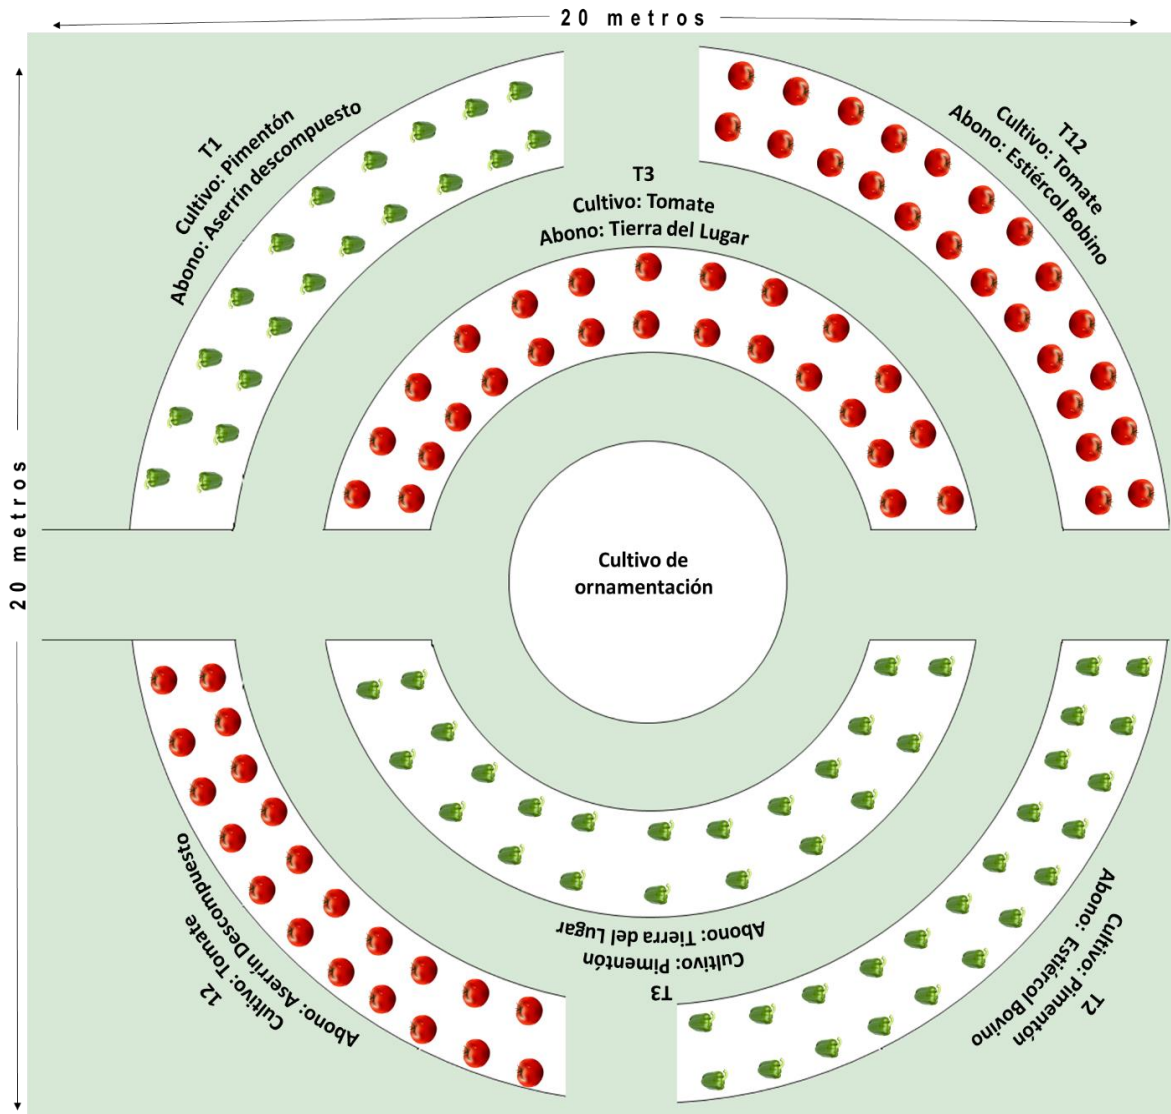 20 metros
20 metros
T1
Cultivo: Pimentón
Abono: Aserrín descompuesto
T3
Cultivo: Tomate
Abono: Tierra del Lugar
T12
Cultivo: Tomate
Abono: Estiércol Bobino
Cultivo de
ornamentación
12
Cultivo: Tomate
Abono: Aserrín Descompuesto
T3
Cultivo: Pimentón
Abono: Tierra del Lugar
T2
Cultivo: Pimentón
Abono: Estiércol Bovino